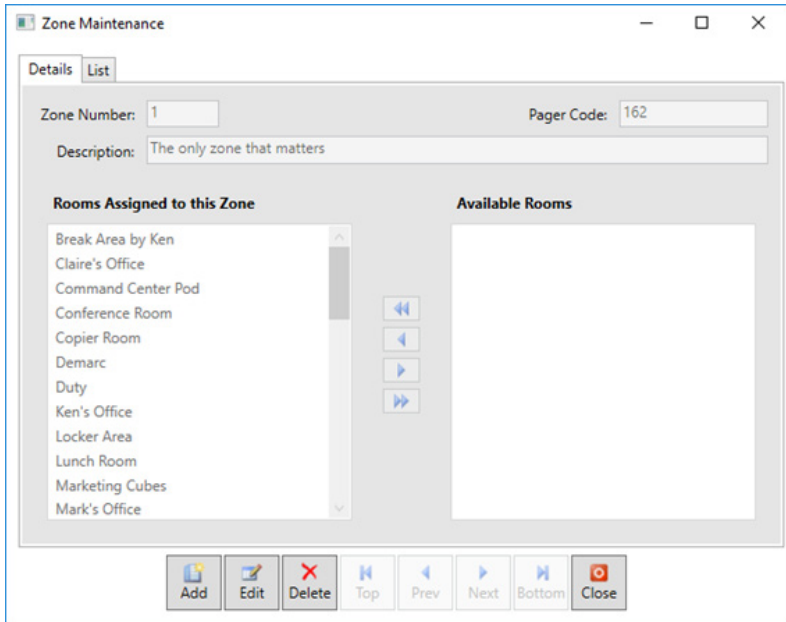 Zone Maintenance
Details List
Zone Number: 1 Pager Code: 162
Description: The only zone that matters
Rooms Assigned to this Zone Available Rooms
Break Area by Ken
Claire's Office
Command Center Pod
Conference Room
Copier Room
Demarc
Duty
Ken's Office
Locker Area
Lunch Room
Marketing Cubes
Mark's Office
Add Edit Delete Top Prev Next Bottom Close